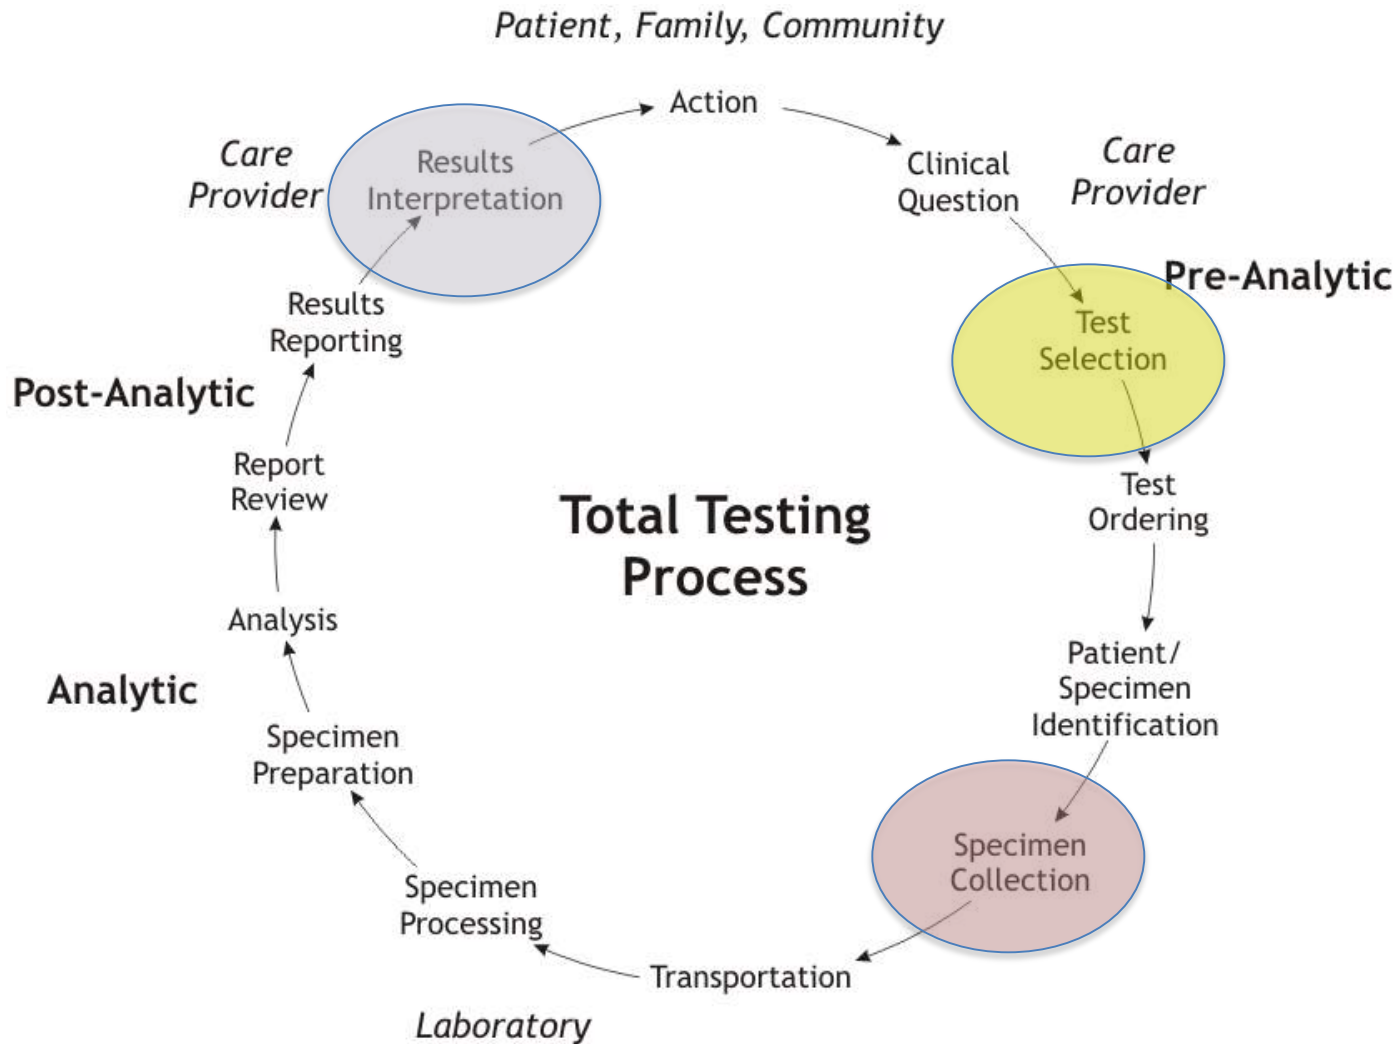 Patient, Family, Community
Action
Care
Provider
Results
Interpretation
Clinical
Question
Care
Provider
Pre-Analytic
Test
Selection
Results
Reporting
Post-Analytic
Report
Review
Test
Ordering
Total Testing
Process
Analysis
Patient/
Specimen
Identification
Analytic
Specimen
Preparation
Specimen
Collection
Specimen
Processing
Transportation
Laboratory